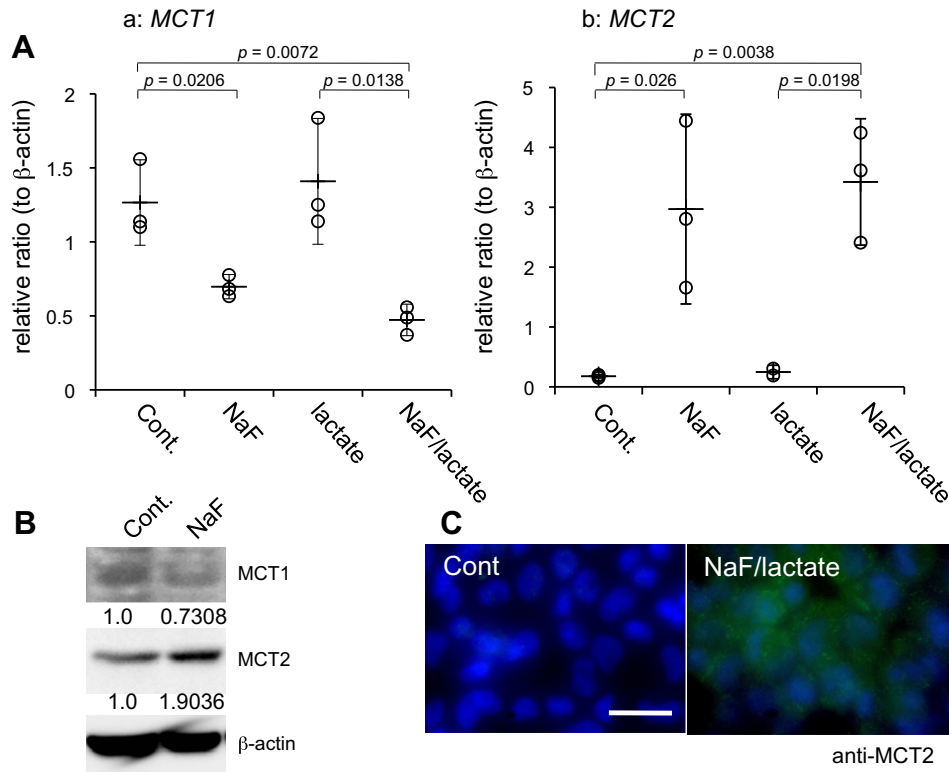 A
a: MCT1
p = 0.0072
p = 0.0206
p = 0.0138
relative ratio (to β-actin)
2
1.5
1
0.5
0
Cont.
NaF
lactate
NaF/lactate
b: MCT2
p = 0.0038
p = 0.026
p = 0.0198
relative ratio (to β-actin)
5
4
3
2
1
0
Cont.
NaF
lactate
NaF/lactate
B
Cont.
NaF
MCT1
1.0 0.7308
MCT2
1.0 1.9036
β-actin
C
Cont
NaF/lactate
anti-MCT2